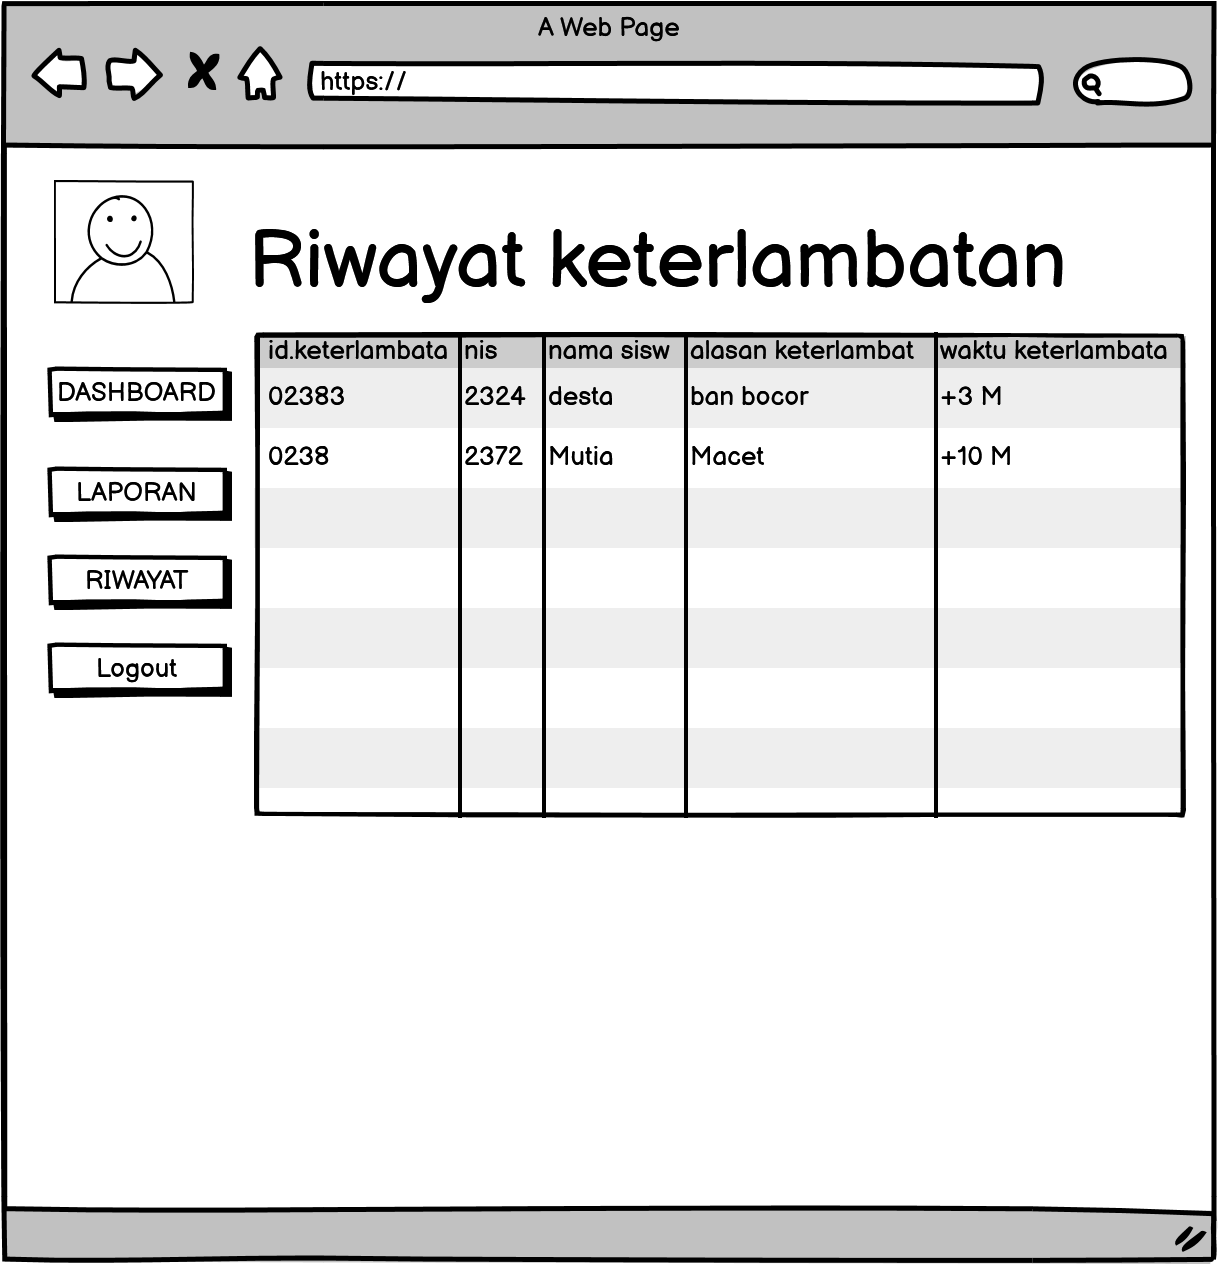 A Web Page
https://
Riwayat keterlambatan
id.keterlambata nis nama sisw alasan keterlambat waktu keterlambata
DASHBOARD 02383 2324 desta ban bocor +3 M
0238 2372 Mutia Macet +10 M
LAPORAN
RIWAYAT
Logout